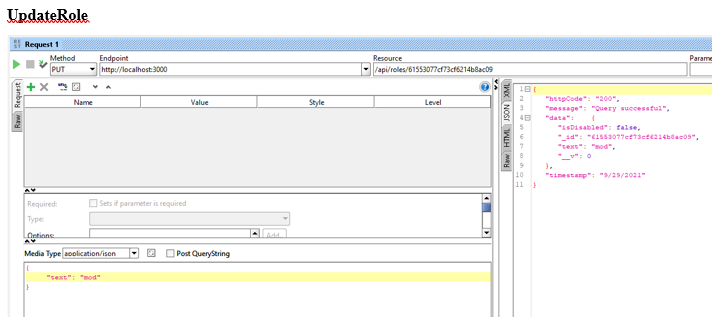 UpdateRole
Request 1
Method Endpoint Resource Parame
PUT http://localhost:3000 /api/roles/61553077cf73cf6214b8ac09
Request
Raw
Name Value Style Level
Required: Sets if parameter is required
Type:
Options: Add
Media Type application/json Post QueryString
{
"text": "mod"
}
XML
JSON
HTML
Raw
1 {
2 "httpCode": "200",
3 "message": "Query successful",
4 "data": {
5 "isDisabled": false,
6 "_id": "61553077cf73cf6214b8ac09",
7 "text": "mod",
8 "__v": 0
9 },
10 "timestamp": "9/29/2021"
11 }